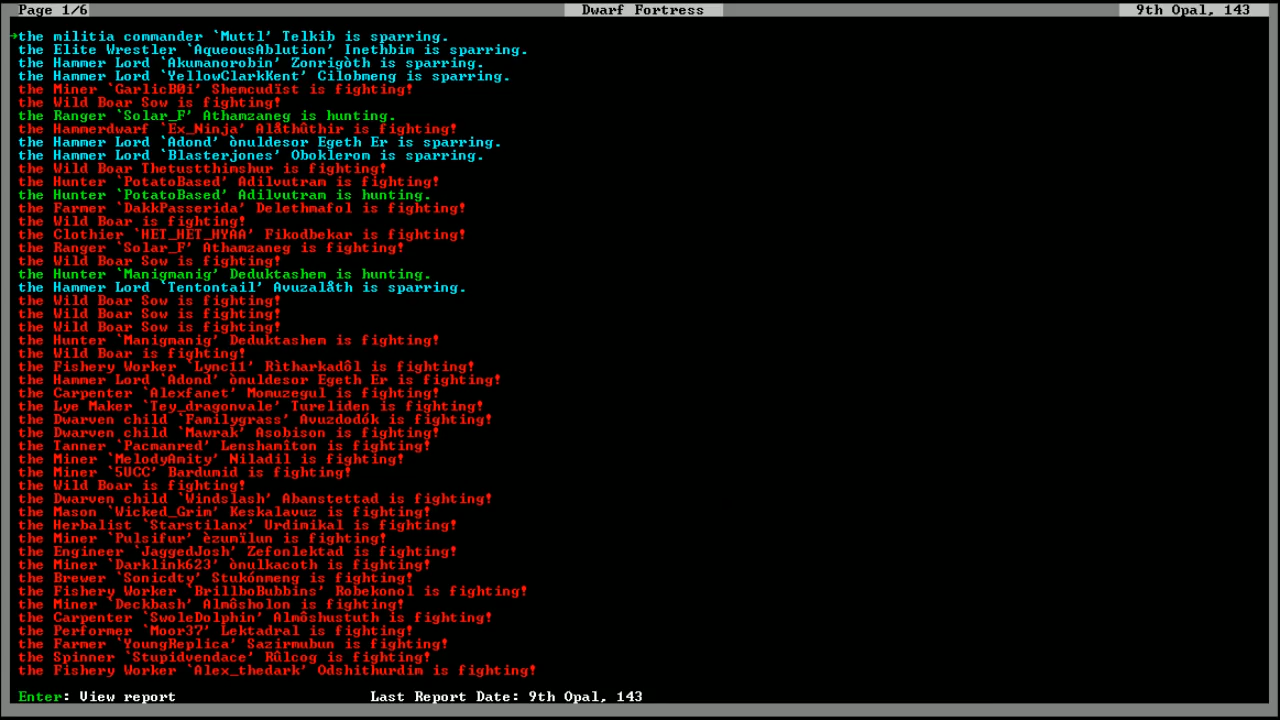 Page 1/6 Dwarf Fortress 9th Opal, 143
the militia commander `Muttl' Telkib is sparring.
the Elite Wrestler `AqueousAblution' Inethbim is sparring.
the Hammer Lord `Akumanorobin' Zonrigòth is sparring.
the Hammer Lord `YellowClarkKent' Cilobmeng is sparring.
the Miner `GarlicB0i' Shemcudïst is fighting!
the Wild Boar Sow is fighting!
the Ranger `Solar_F' Athamzaneg is hunting.
the Hammerdwarf `Ex_Ninja' Alåthûthir is fighting!
the Hammer Lord `Adond' ònuldesor Egeth Er is sparring.
the Hammer Lord `Blasterjones' Oboklerom is sparring.
the Wild Boar Thetustthimshur is fighting!
the Hunter `PotatoBased' Adilvutram is fighting!
the Hunter `PotatoBased' Adilvutram is hunting.
the Farmer `DakkPasserida' Delethmafol is fighting!
the Wild Boar is fighting!
the Clothier `HET_HET_HYAA' Fikodbekar is fighting!
the Ranger `Solar_F' Athamzaneg is fighting!
the Wild Boar Sow is fighting!
the Hunter `Manigmanig' Deduktashem is hunting.
the Hammer Lord `Tentontail' Avuzalåth is sparring.
the Wild Boar Sow is fighting!
the Wild Boar Sow is fighting!
the Wild Boar Sow is fighting!
the Hunter `Manigmanig' Deduktashem is fighting!
the Wild Boar is fighting!
the Fishery Worker `Lync11' Rìtharkadôl is fighting!
the Hammer Lord `Adond' ònuldesor Egeth Er is fighting!
the Carpenter `Alexfanet' Momuzegul is fighting!
the Lye Maker `Tey_dragonvale' Tureliden is fighting!
the Dwarven child `Familygrass' Avuzdodók is fighting!
the Dwarven child `Mawrak' Asobison is fighting!
the Tanner `Pacmanred' Lenshamîton is fighting!
the Miner `MelodyAmity' Niladil is fighting!
the Miner `5UCC' Bardumid is fighting!
the Wild Boar is fighting!
the Dwarven child `Windslash' Abanstettad is fighting!
the Mason `Wicked_Grim' Keskalavuz is fighting!
the Herbalist `Starstilanx' Urdimikal is fighting!
the Miner `Pulsifur' èzumïlun is fighting!
the Engineer `JaggedJosh' Zefonlektad is fighting!
the Miner `Darklink623' ònulkacoth is fighting!
the Brewer `Sonicdty' Stukónmeng is fighting!
the Fishery Worker `BrillboBubbins' Robekonol is fighting!
the Miner `Deckbash' Almôsholon is fighting!
the Carpenter `SwoleDolphin' Almôshustuth is fighting!
the Performer `Moor37' Lektadral is fighting!
the Farmer `YoungReplica' Sazirmubun is fighting!
the Spinner `Stupidvendace' Rûlcog is fighting!
the Fishery Worker `Alex_thedark' Odshithurdim is fighting!
Enter: View report Last Report Date: 9th Opal, 143